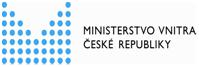 MINISTERSTVO VNITRA
ČESKÉ REPUBLIKY